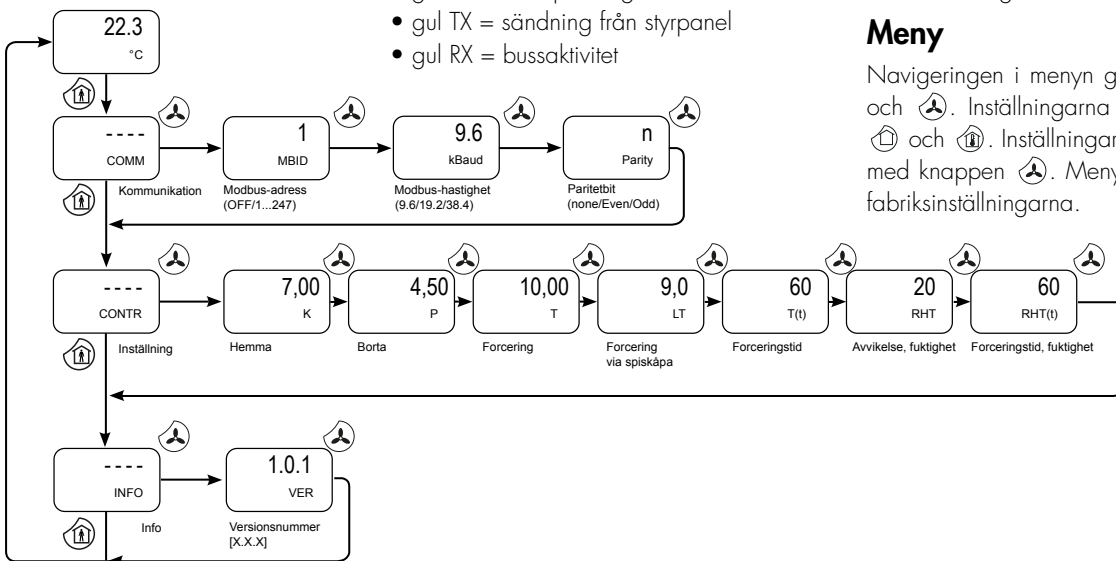 • gul TX = sändning från styrpanel
• gul RX = bussaktivitet
Meny
Navigeringen i menyn g
och . Inställningarna
och . Inställningar
med knappen . Meny
fabriksinställningarna.
22.3
°C
- - - -
COMM
Kommunikation
1
MBID
Modbus-adress
(OFF/1...247)
9.6
kBaud
Modbus-hastighet
(9.6/19.2/38.4)
n
Parity
Paritetbit
(none/Even/Odd)
- - - -
CONTR
Inställning
7,00
K
Hemma
4,50
P
Borta
10,00
T
Forcering
9,0
LT
Forcering
via spiskåpa
60
T(t)
Forceringstid
20
RHT
Avvikelse, fuktighet
60
RHT(t)
Forceringstid, fuktighet
- - - -
INFO
Info
1.0.1
VER
Versionsnummer
[X.X.X]